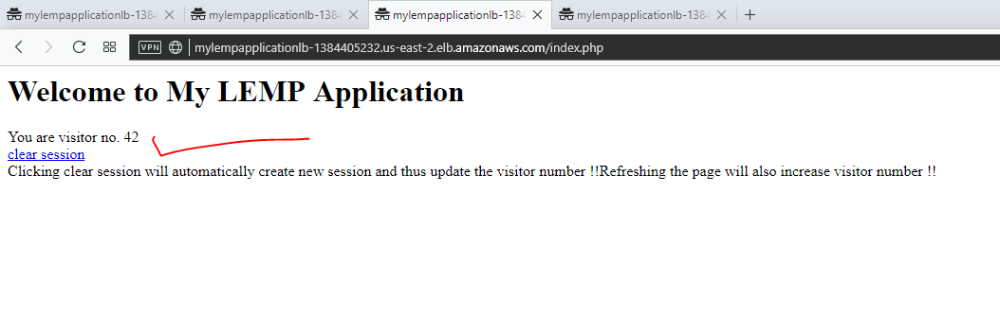 mylempapplicationlb-1384 mylempapplicationlb-1384 mylempapplicationlb-1384 mylempapplicationlb-1384
VPN mylempapplicationlb-1384405232.us-east-2.elb.amazonaws.com/index.php
Welcome to My LEMP Application
You are visitor no. 42
clear session
Clicking clear session will automatically create new session and thus update the visitor number !!Refreshing the page will also increase visitor number !!